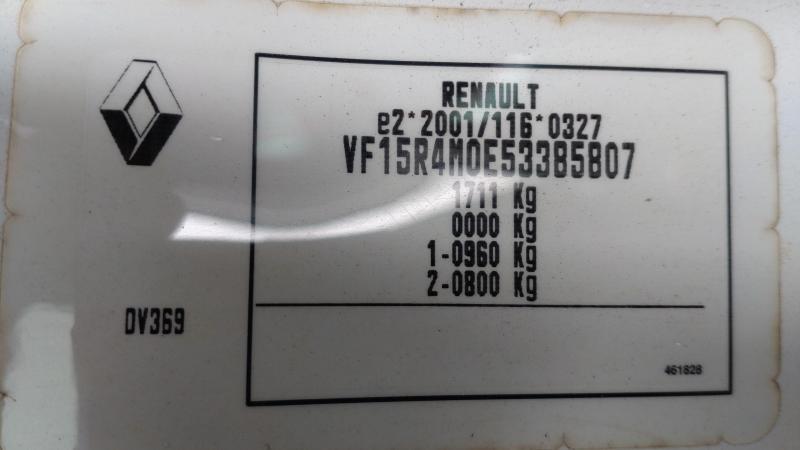 RENAULT
e2*2001/116*0327
VF15R4M0E53385807
1711 Kg
0000 Kg
1-0960 Kg
2-0800 Kg
DV369
461828